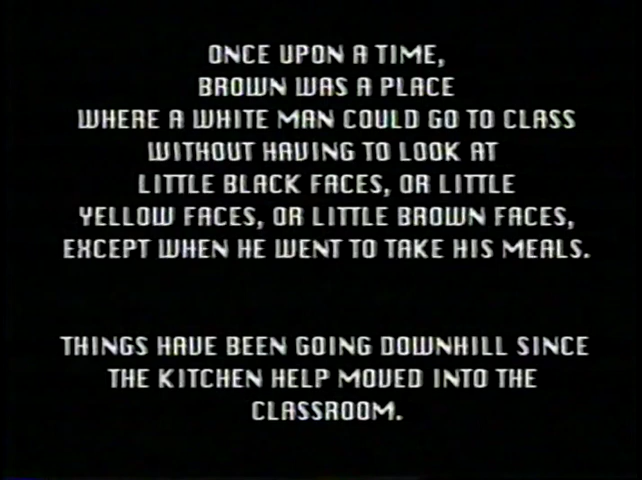 ONCE UPON A TIME,
BROWN WAS A PLACE
WHERE A WHITE MAN COULD GO TO CLASS
WITHOUT HAVING TO LOOK AT
LITTLE BLACK FACES, OR LITTLE
YELLOW FACES, OR LITTLE BROWN FACES,
EXCEPT WHEN HE WENT TO TAKE HIS MEALS.
THINGS HAVE BEEN GOING DOWNHILL SINCE
THE KITCHEN HELP MOVED INTO THE
CLASSROOM.